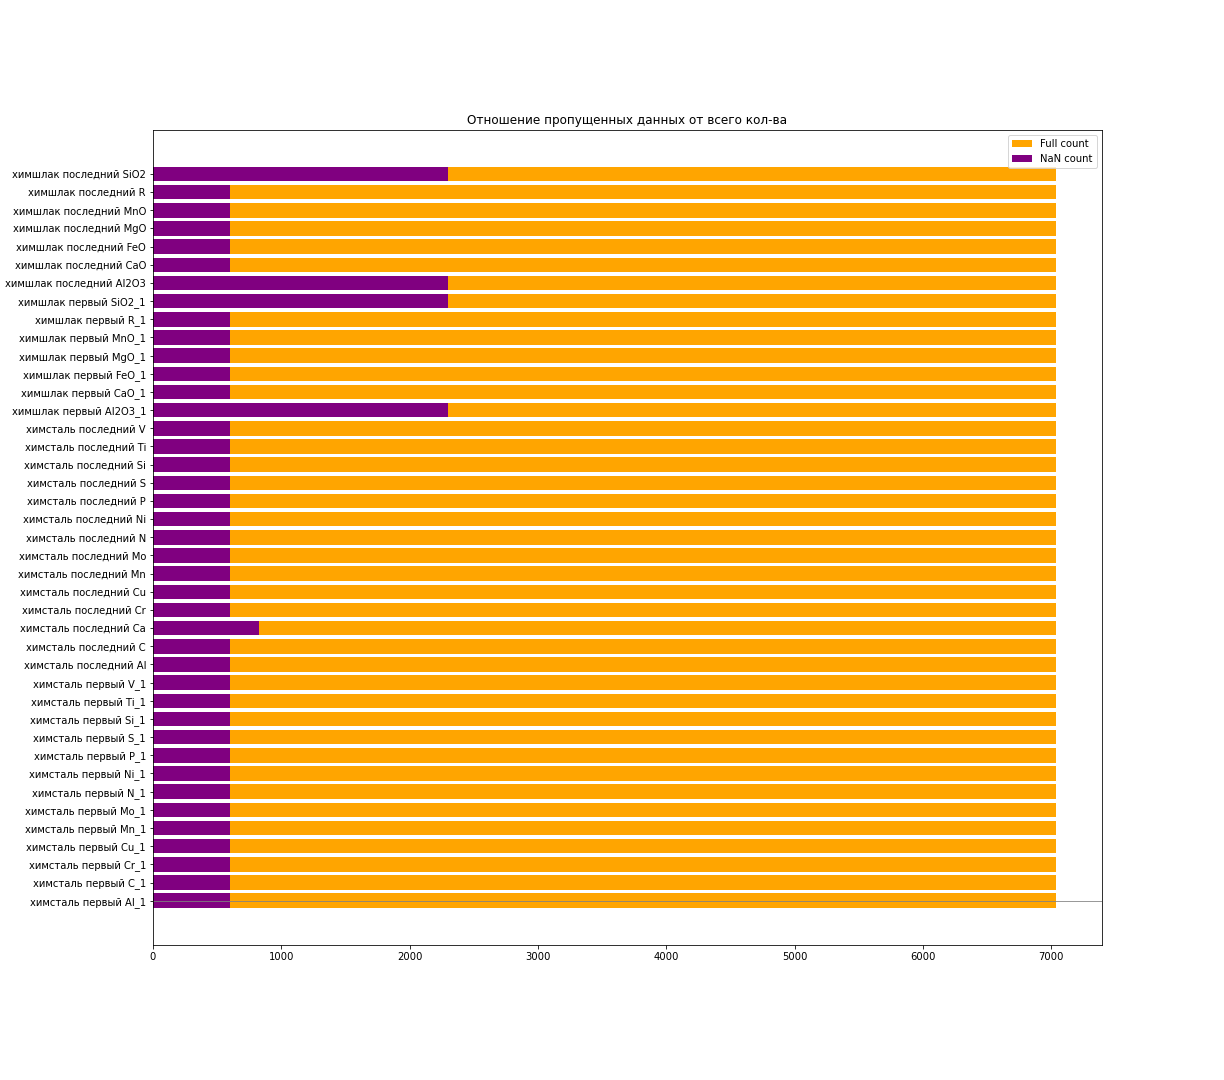 Отношение пропущенных данных от всего кол-ва
Full count
NaN count
химшлак последний SiO2
химшлак последний R
химшлак последний MnO
химшлак последний MgO
химшлак последний FeO
химшлак последний CaO
химшлак последний Al2O3
химшлак первый SiO2_1
химшлак первый R_1
химшлак первый MnO_1
химшлак первый MgO_1
химшлак первый FeO_1
химшлак первый CaO_1
химшлак первый Al2O3_1
химсталь последний V
химсталь последний Ti
химсталь последний Si
химсталь последний S
химсталь последний P
химсталь последний Ni
химсталь последний N
химсталь последний Mo
химсталь последний Mn
химсталь последний Cu
химсталь последний Cr
химсталь последний Ca
химсталь последний C
химсталь последний Al
химсталь первый V_1
химсталь первый Ti_1
химсталь первый Si_1
химсталь первый S_1
химсталь первый P_1
химсталь первый Ni_1
химсталь первый N_1
химсталь первый Mo_1
химсталь первый Mn_1
химсталь первый Cu_1
химсталь первый Cr_1
химсталь первый C_1
химсталь первый Al_1
0 1000 2000 3000 4000 5000 6000 7000